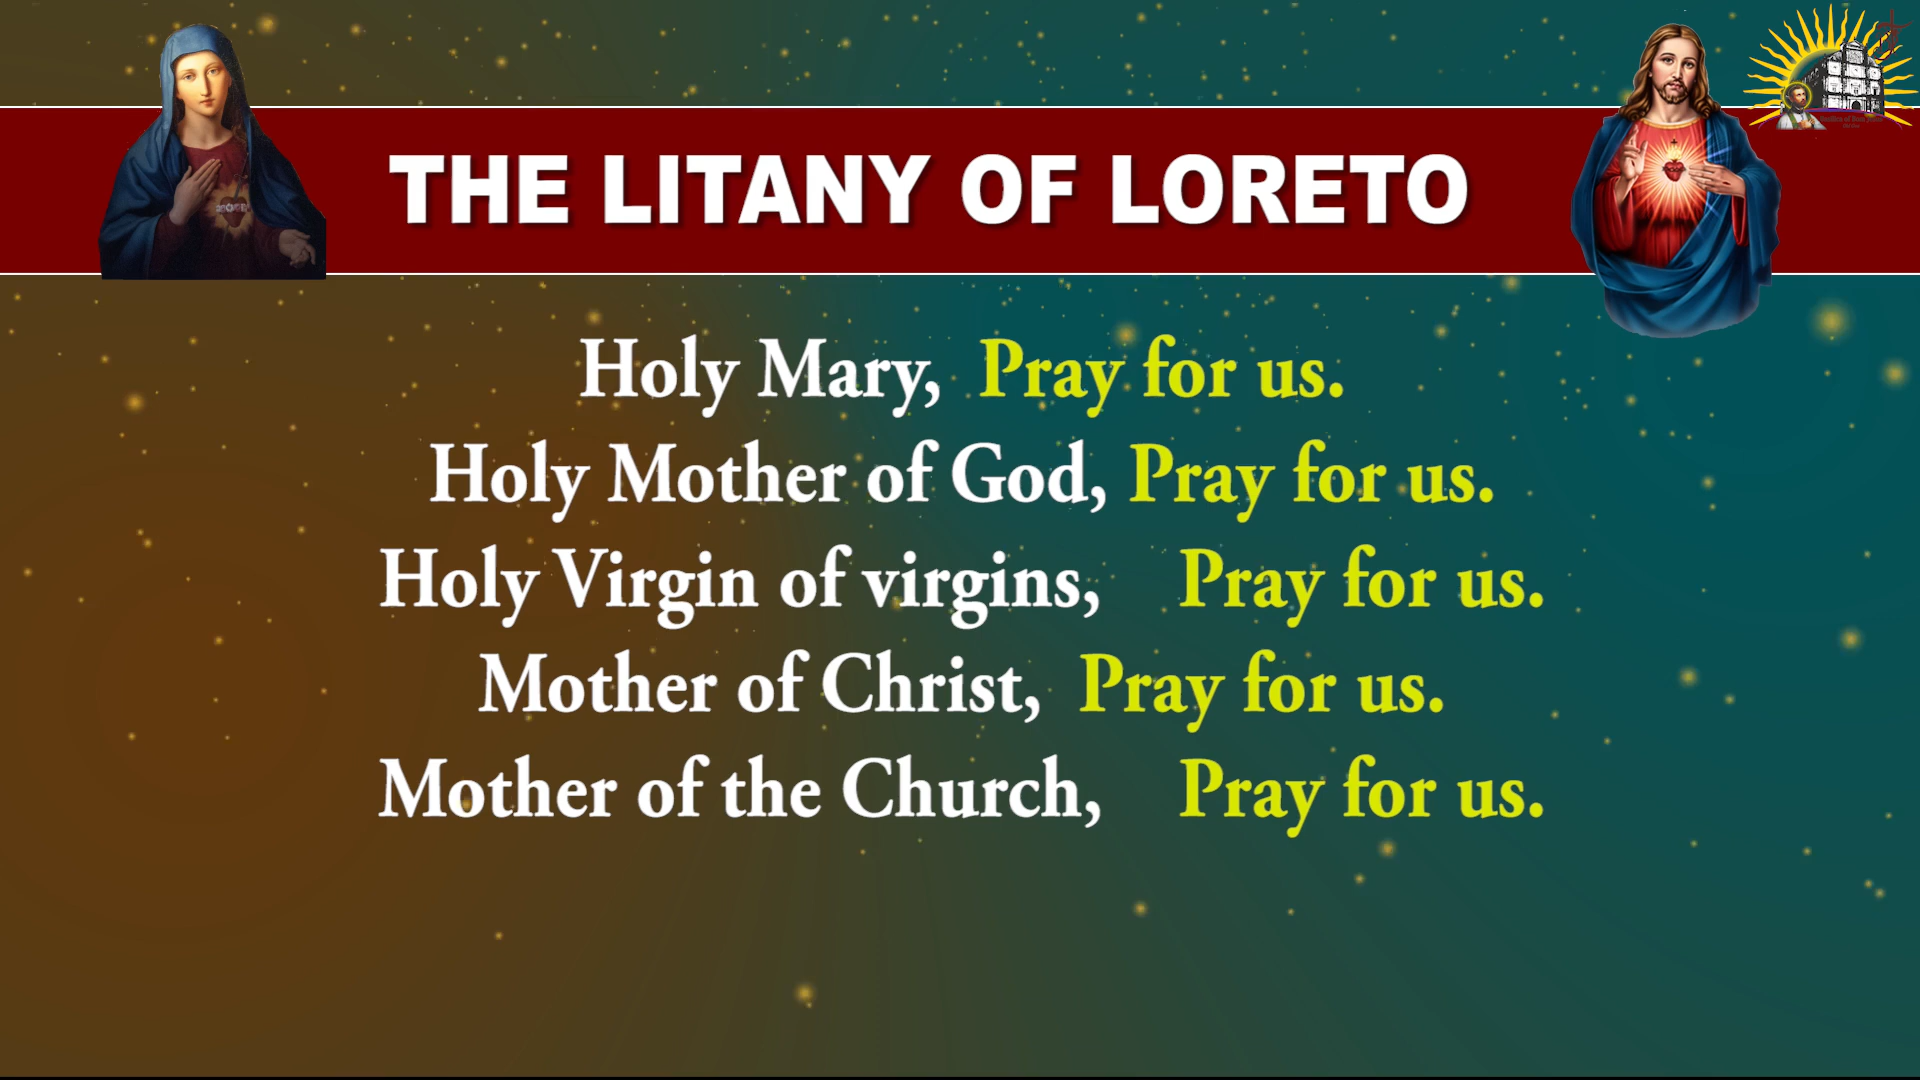 THE LITANY OF LORETO
Holy Mary, Pray for us.
Holy Mother of God, Pray for us.
Holy Virgin of virgins, Pray for us.
Mother of Christ, Pray for us.
Mother of the Church, Pray for us.